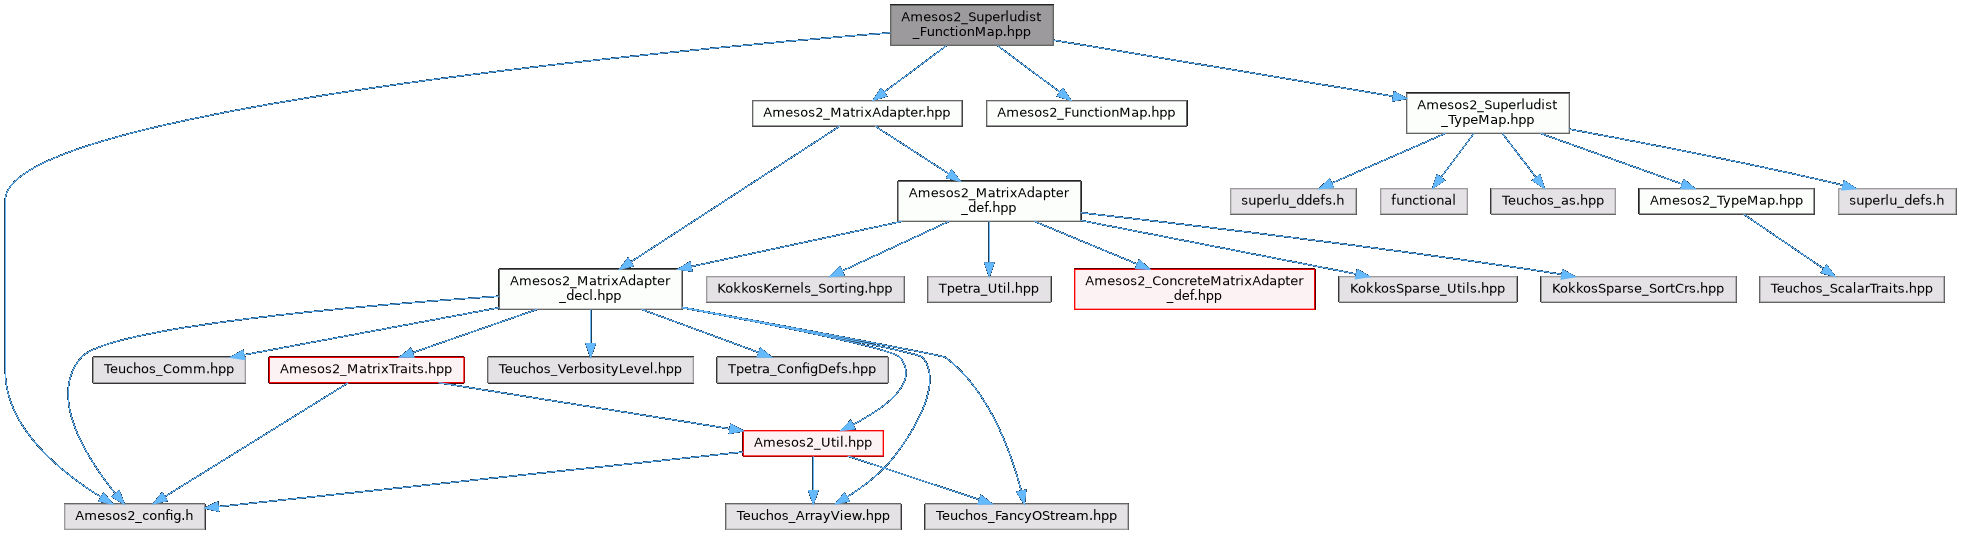 Amesos2_Superludist
_FunctionMap.hpp
Amesos2_MatrixAdapter.hpp
Amesos2_FunctionMap.hpp
Amesos2_Superludist
_TypeMap.hpp
Amesos2_MatrixAdapter
_def.hpp
superlu_ddefs.h
functional
Teuchos_as.hpp
Amesos2_TypeMap.hpp
superlu_defs.h
Amesos2_MatrixAdapter
_decl.hpp
KokkosKernels_Sorting.hpp
Tpetra_Util.hpp
Amesos2_ConcreteMatrixAdapter
_def.hpp
KokkosSparse_Utils.hpp
KokkosSparse_SortCrs.hpp
Teuchos_ScalarTraits.hpp
Teuchos_Comm.hpp
Amesos2_MatrixTraits.hpp
Teuchos_VerbosityLevel.hpp
Tpetra_ConfigDefs.hpp
Amesos2_Util.hpp
Amesos2_config.h
Teuchos_ArrayView.hpp
Teuchos_FancyOStream.hpp